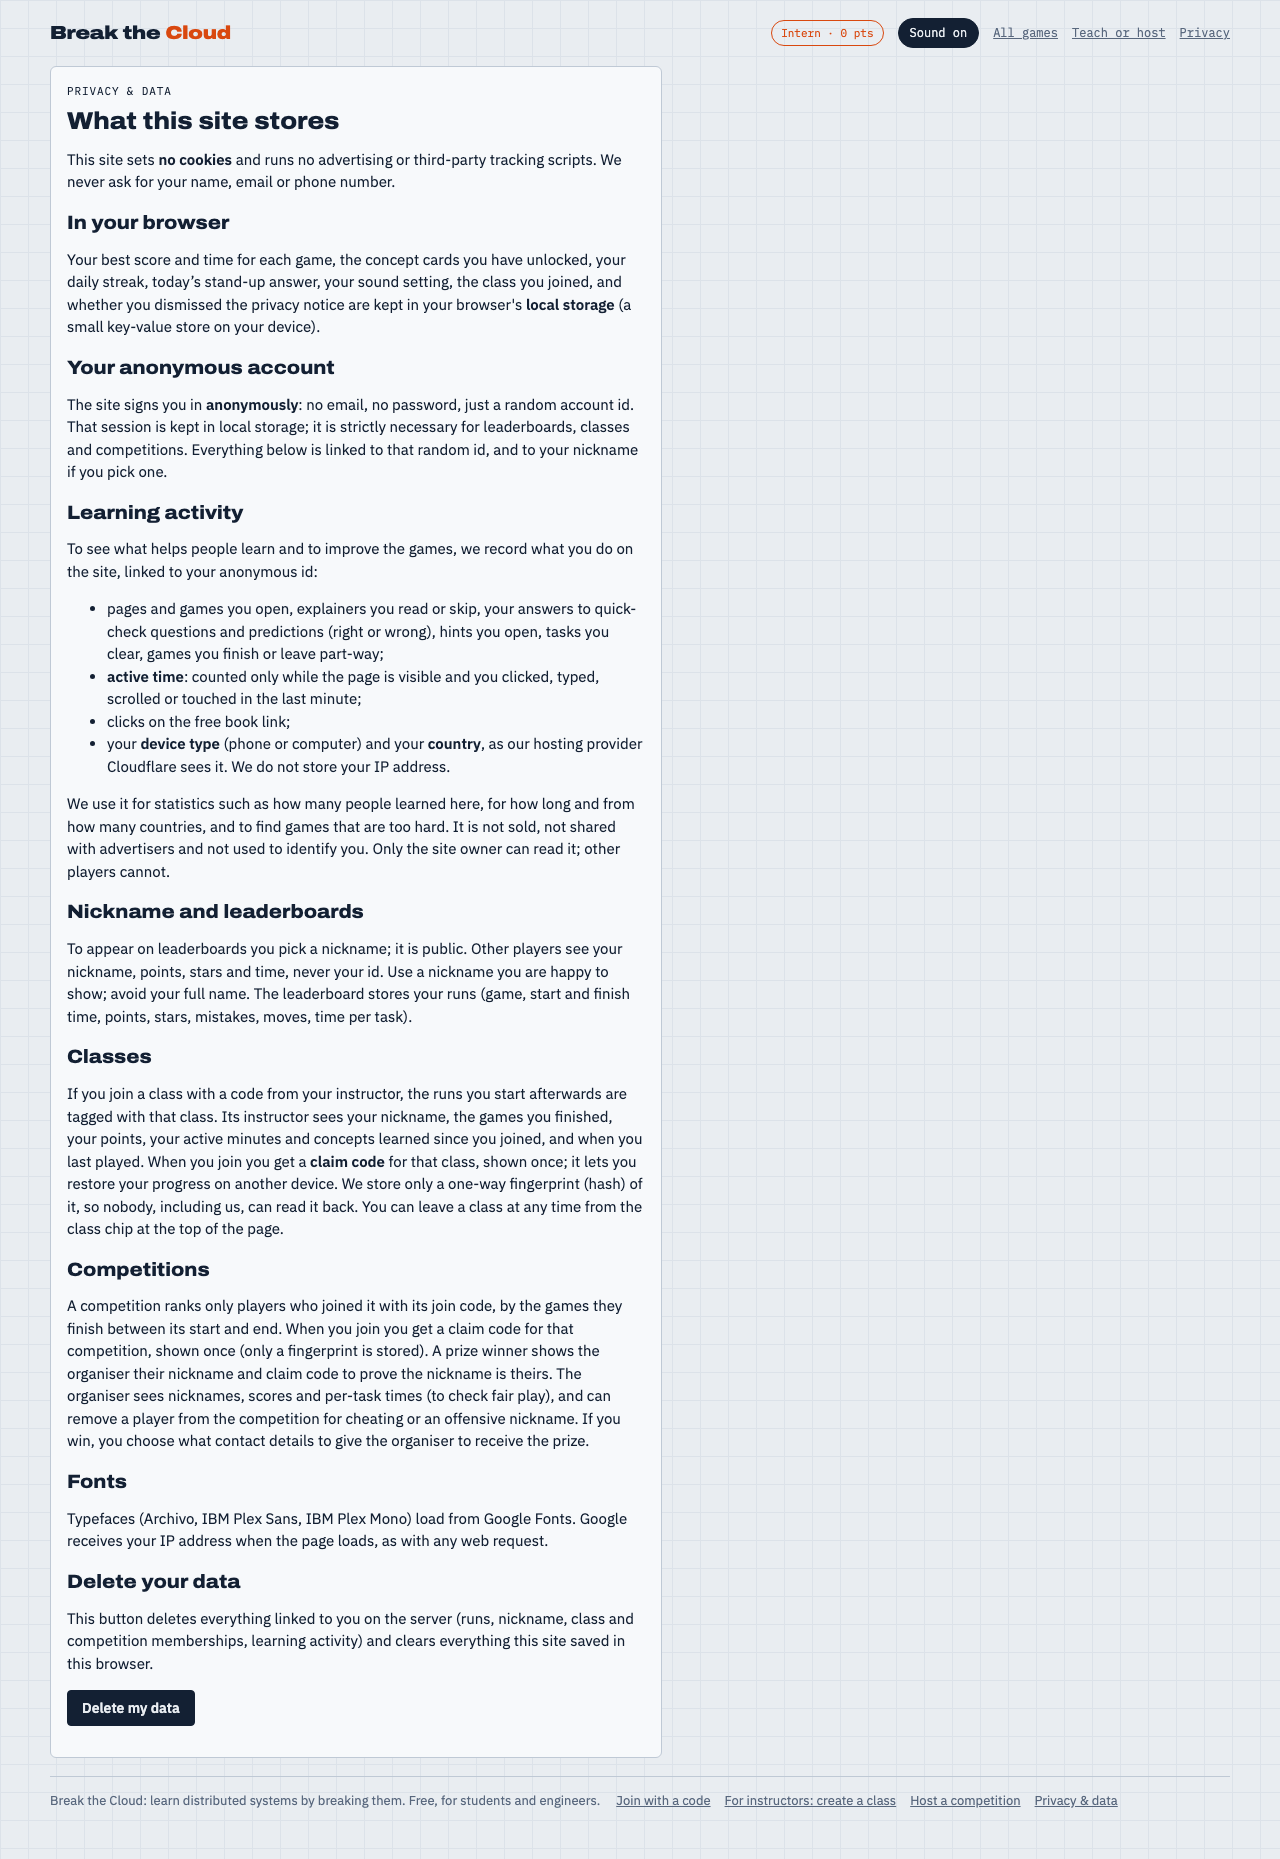 Break the Cloud
Intern · 0 pts
Sound on
All games
Teach or host
Privacy
PRIVACY & DATA
What this site stores
This site sets no cookies and runs no advertising or third-party tracking scripts. We
never ask for your name, email or phone number.
In your browser
Your best score and time for each game, the concept cards you have unlocked, your
daily streak, today’s stand-up answer, your sound setting, the class you joined, and
whether you dismissed the privacy notice are kept in your browser's local storage (a
small key-value store on your device).
Your anonymous account
The site signs you in anonymously: no email, no password, just a random account id.
That session is kept in local storage; it is strictly necessary for leaderboards, classes
and competitions. Everything below is linked to that random id, and to your nickname
if you pick one.
Learning activity
To see what helps people learn and to improve the games, we record what you do on
the site, linked to your anonymous id:
• pages and games you open, explainers you read or skip, your answers to quick-
check questions and predictions (right or wrong), hints you open, tasks you
clear, games you finish or leave part-way;
• active time: counted only while the page is visible and you clicked, typed,
scrolled or touched in the last minute;
• clicks on the free book link;
• your device type (phone or computer) and your country, as our hosting provider
Cloudflare sees it. We do not store your IP address.
We use it for statistics such as how many people learned here, for how long and from
how many countries, and to find games that are too hard. It is not sold, not shared
with advertisers and not used to identify you. Only the site owner can read it; other
players cannot.
Nickname and leaderboards
To appear on leaderboards you pick a nickname; it is public. Other players see your
nickname, points, stars and time, never your id. Use a nickname you are happy to
show; avoid your full name. The leaderboard stores your runs (game, start and finish
time, points, stars, mistakes, moves, time per task).
Classes
If you join a class with a code from your instructor, the runs you start afterwards are
tagged with that class. Its instructor sees your nickname, the games you finished,
your points, your active minutes and concepts learned since you joined, and when you
last played. When you join you get a claim code for that class, shown once; it lets you
restore your progress on another device. We store only a one-way fingerprint (hash) of
it, so nobody, including us, can read it back. You can leave a class at any time from the
class chip at the top of the page.
Competitions
A competition ranks only players who joined it with its join code, by the games they
finish between its start and end. When you join you get a claim code for that
competition, shown once (only a fingerprint is stored). A prize winner shows the
organiser their nickname and claim code to prove the nickname is theirs. The
organiser sees nicknames, scores and per-task times (to check fair play), and can
remove a player from the competition for cheating or an offensive nickname. If you
win, you choose what contact details to give the organiser to receive the prize.
Fonts
Typefaces (Archivo, IBM Plex Sans, IBM Plex Mono) load from Google Fonts. Google
receives your IP address when the page loads, as with any web request.
Delete your data
This button deletes everything linked to you on the server (runs, nickname, class and
competition memberships, learning activity) and clears everything this site saved in
this browser.
Delete my data
Break the Cloud: learn distributed systems by breaking them. Free, for students and engineers.
Join with a code
For instructors: create a class
Host a competition
Privacy & data